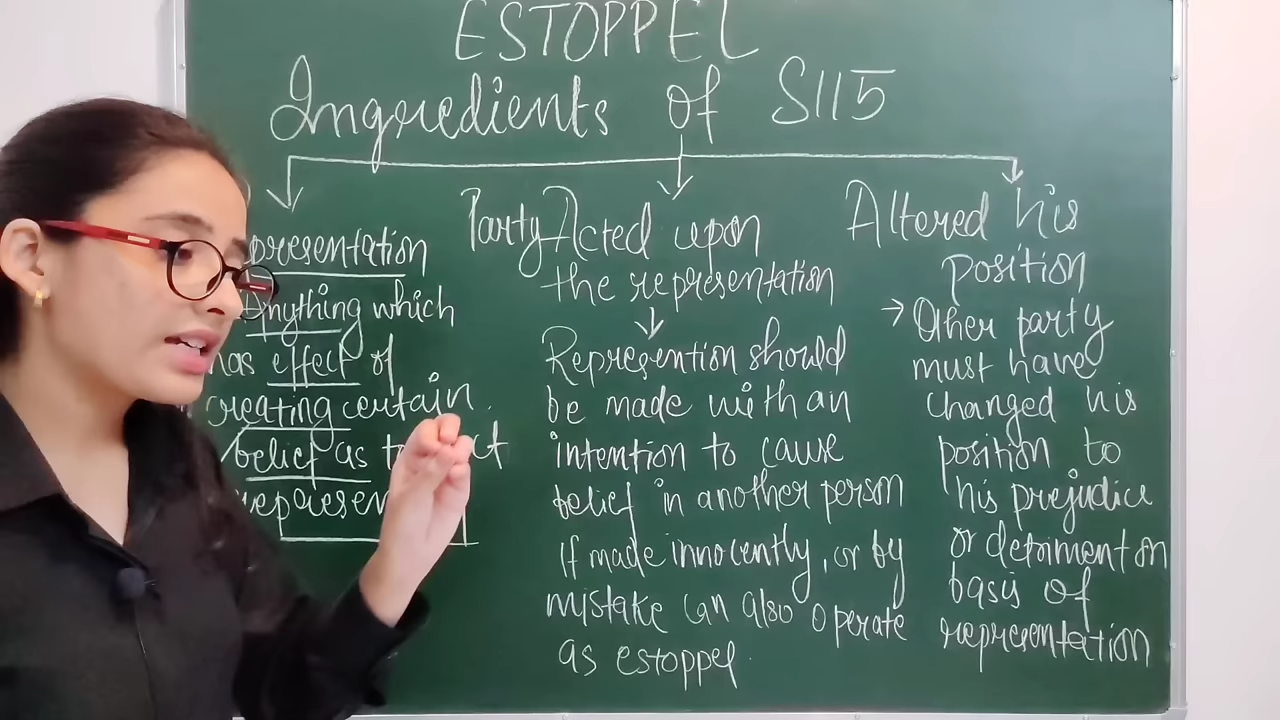 ESTOPPEL
Ingredients of S115
presentation
Anything which
has effect of
creating certain
belief as
represen
Party Acted upon
the representation
Represention should
be made with an
intention to cause
belief in another person
If made innocently, or by
mistake can also operate
as estoppel.
Altered his
position
→ Other party
must have
changed his
position to
his prejudice
or detriment on
basis of
representation